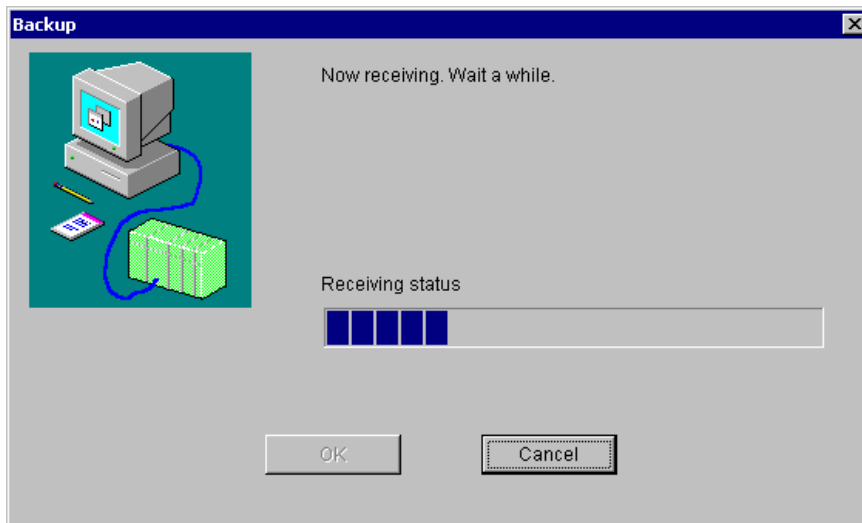 Backup
Now receiving. Wait a while.
Receiving status
OK
Cancel